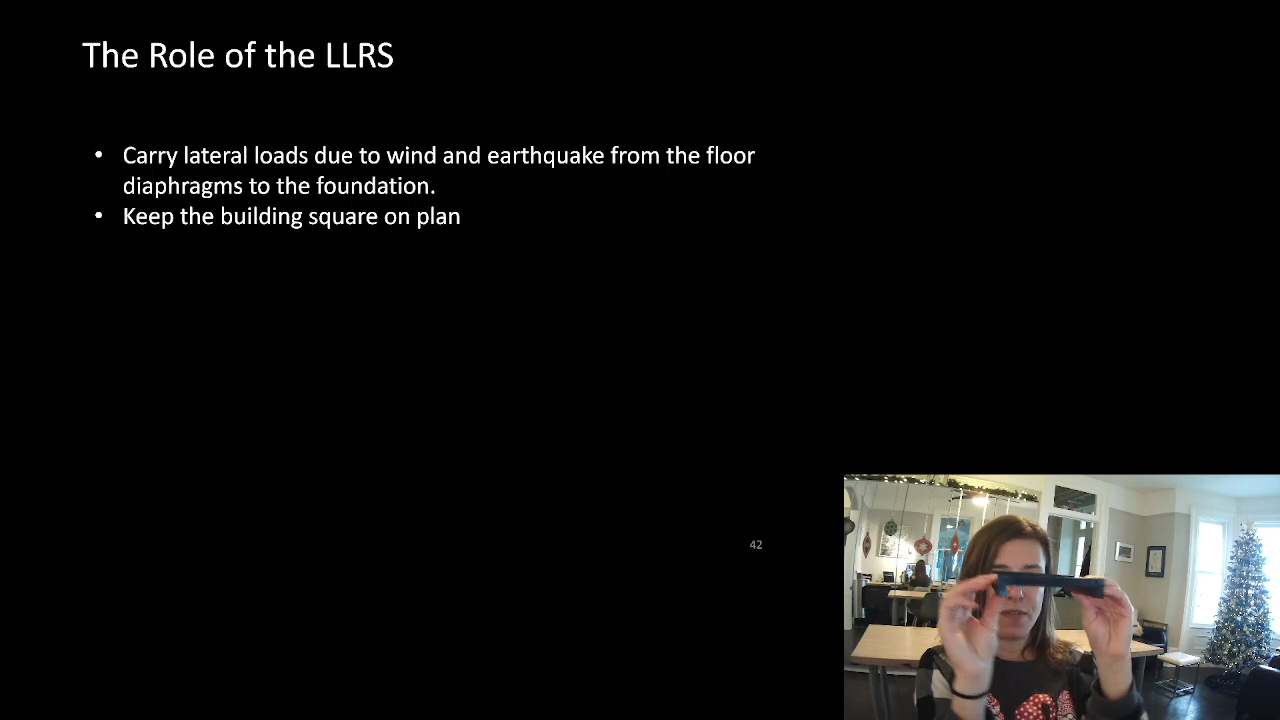 The Role of the LLRS
• Carry lateral loads due to wind and earthquake from the floor
diaphragms to the foundation.
• Keep the building square on plan
42